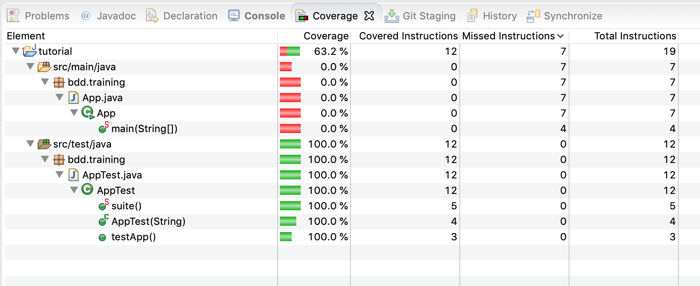 Problems Javadoc Declaration Console Coverage Git Staging History Synchronize
Element Coverage Covered Instructions Missed Instructions Total Instructions
tutorial 63.2 % 12 7 19
src/main/java 0.0 % 0 7 7
bdd.training 0.0 % 0 7 7
App.java 0.0 % 0 7 7
App 0.0 % 0 7 7
main(String[]) 0.0 % 0 4 4
src/test/java 100.0 % 12 0 12
bdd.training 100.0 % 12 0 12
AppTest.java 100.0 % 12 0 12
AppTest 100.0 % 12 0 12
suite() 100.0 % 5 0 5
AppTest(String) 100.0 % 4 0 4
testApp() 100.0 % 3 0 3